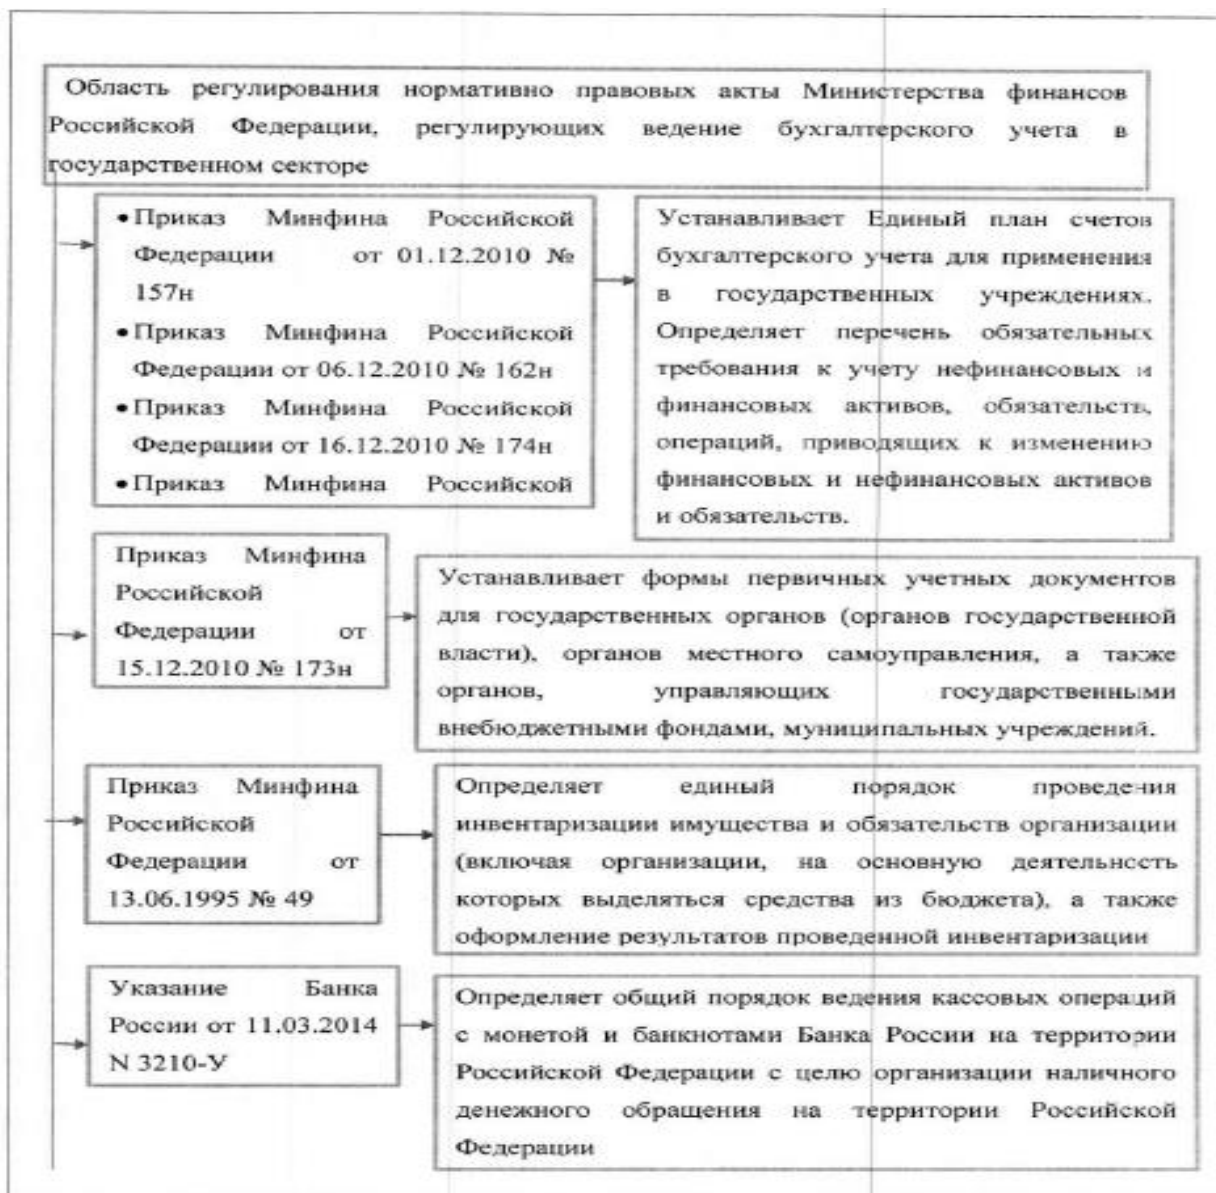 Область регулирования нормативно правовых акты Министерства финансов
Российской Федерации, регулирующих ведение бухгалтерского учета в
государственном секторе
• Приказ Минфина Российской
Федерации от 01.12.2010 №
157н
• Приказ Минфина Российской
Федерации от 06.12.2010 № 162н
• Приказ Минфина Российской
Федерации от 16.12.2010 № 174н
• Приказ Минфина Российской
Устанавливает Единый план счетов
бухгалтерского учета для применения
в государственных учреждениях.
Определяет перечень обязательных
требования к учету нефинансовых и
финансовых активов, обязательств,
операций, приводящих к изменению
финансовых и нефинансовых активов
и обязательств.
Приказ Минфина
Российской
Федерации от
15.12.2010 № 173н
Устанавливает формы первичных учетных документов
для государственных органов (органов государственной
власти), органов местного самоуправления, а также
органов, управляющих государственными
внебюджетными фондами, муниципальных учреждений.
Приказ Минфина
Российской
Федерации от
13.06.1995 № 49
Определяет единый порядок проведения
инвентаризации имущества и обязательств организации
(включая организации, на основную деятельность
которых выделяться средства из бюджета), а также
оформление результатов проведенной инвентаризации
Указание Банка
России от 11.03.2014
N 3210-У
Определяет общий порядок ведения кассовых операций
с монетой и банкнотами Банка России на территории
Российской Федерации с целю организации наличного
денежного обращения на территории Российской
Федерации